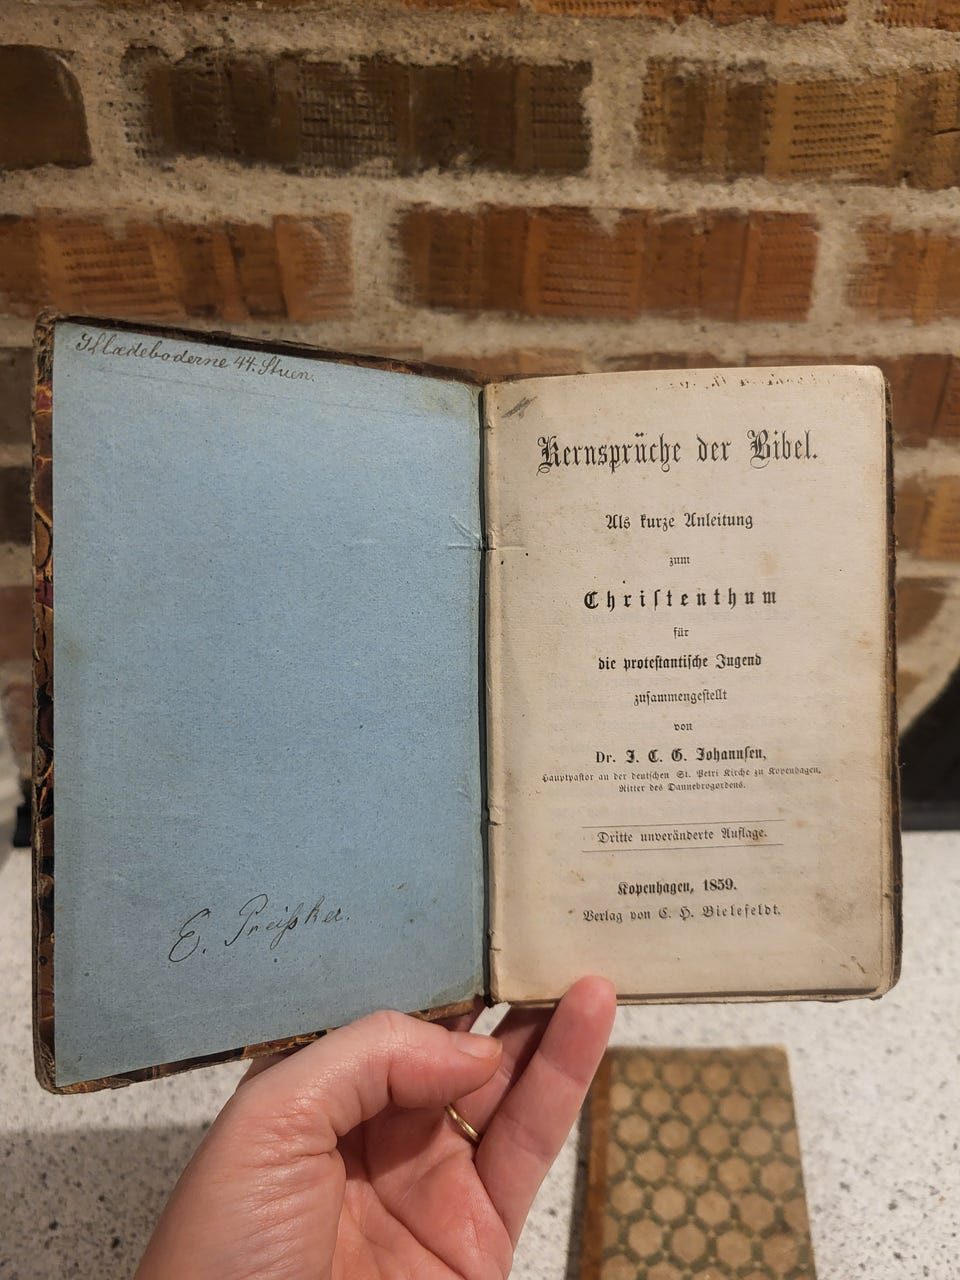 Klædeboderne 44. Stuen.
E. Preißker.
Kernsprüche der Bibel.
Als kurze Anleitung
zum
Chriſtenthum
für
die proteſtantiſche Jugend
zuſammengeſtellt
von
Dr. J. C. G. Johannſen,
Hauptpaſtor an der deutſchen St. Petri Kirche zu Kopenhagen,
Ritter des Dannebrogordens.
Dritte unveränderte Auflage.
Kopenhagen, 1859.
Verlag von C. H. Bielefeldt.